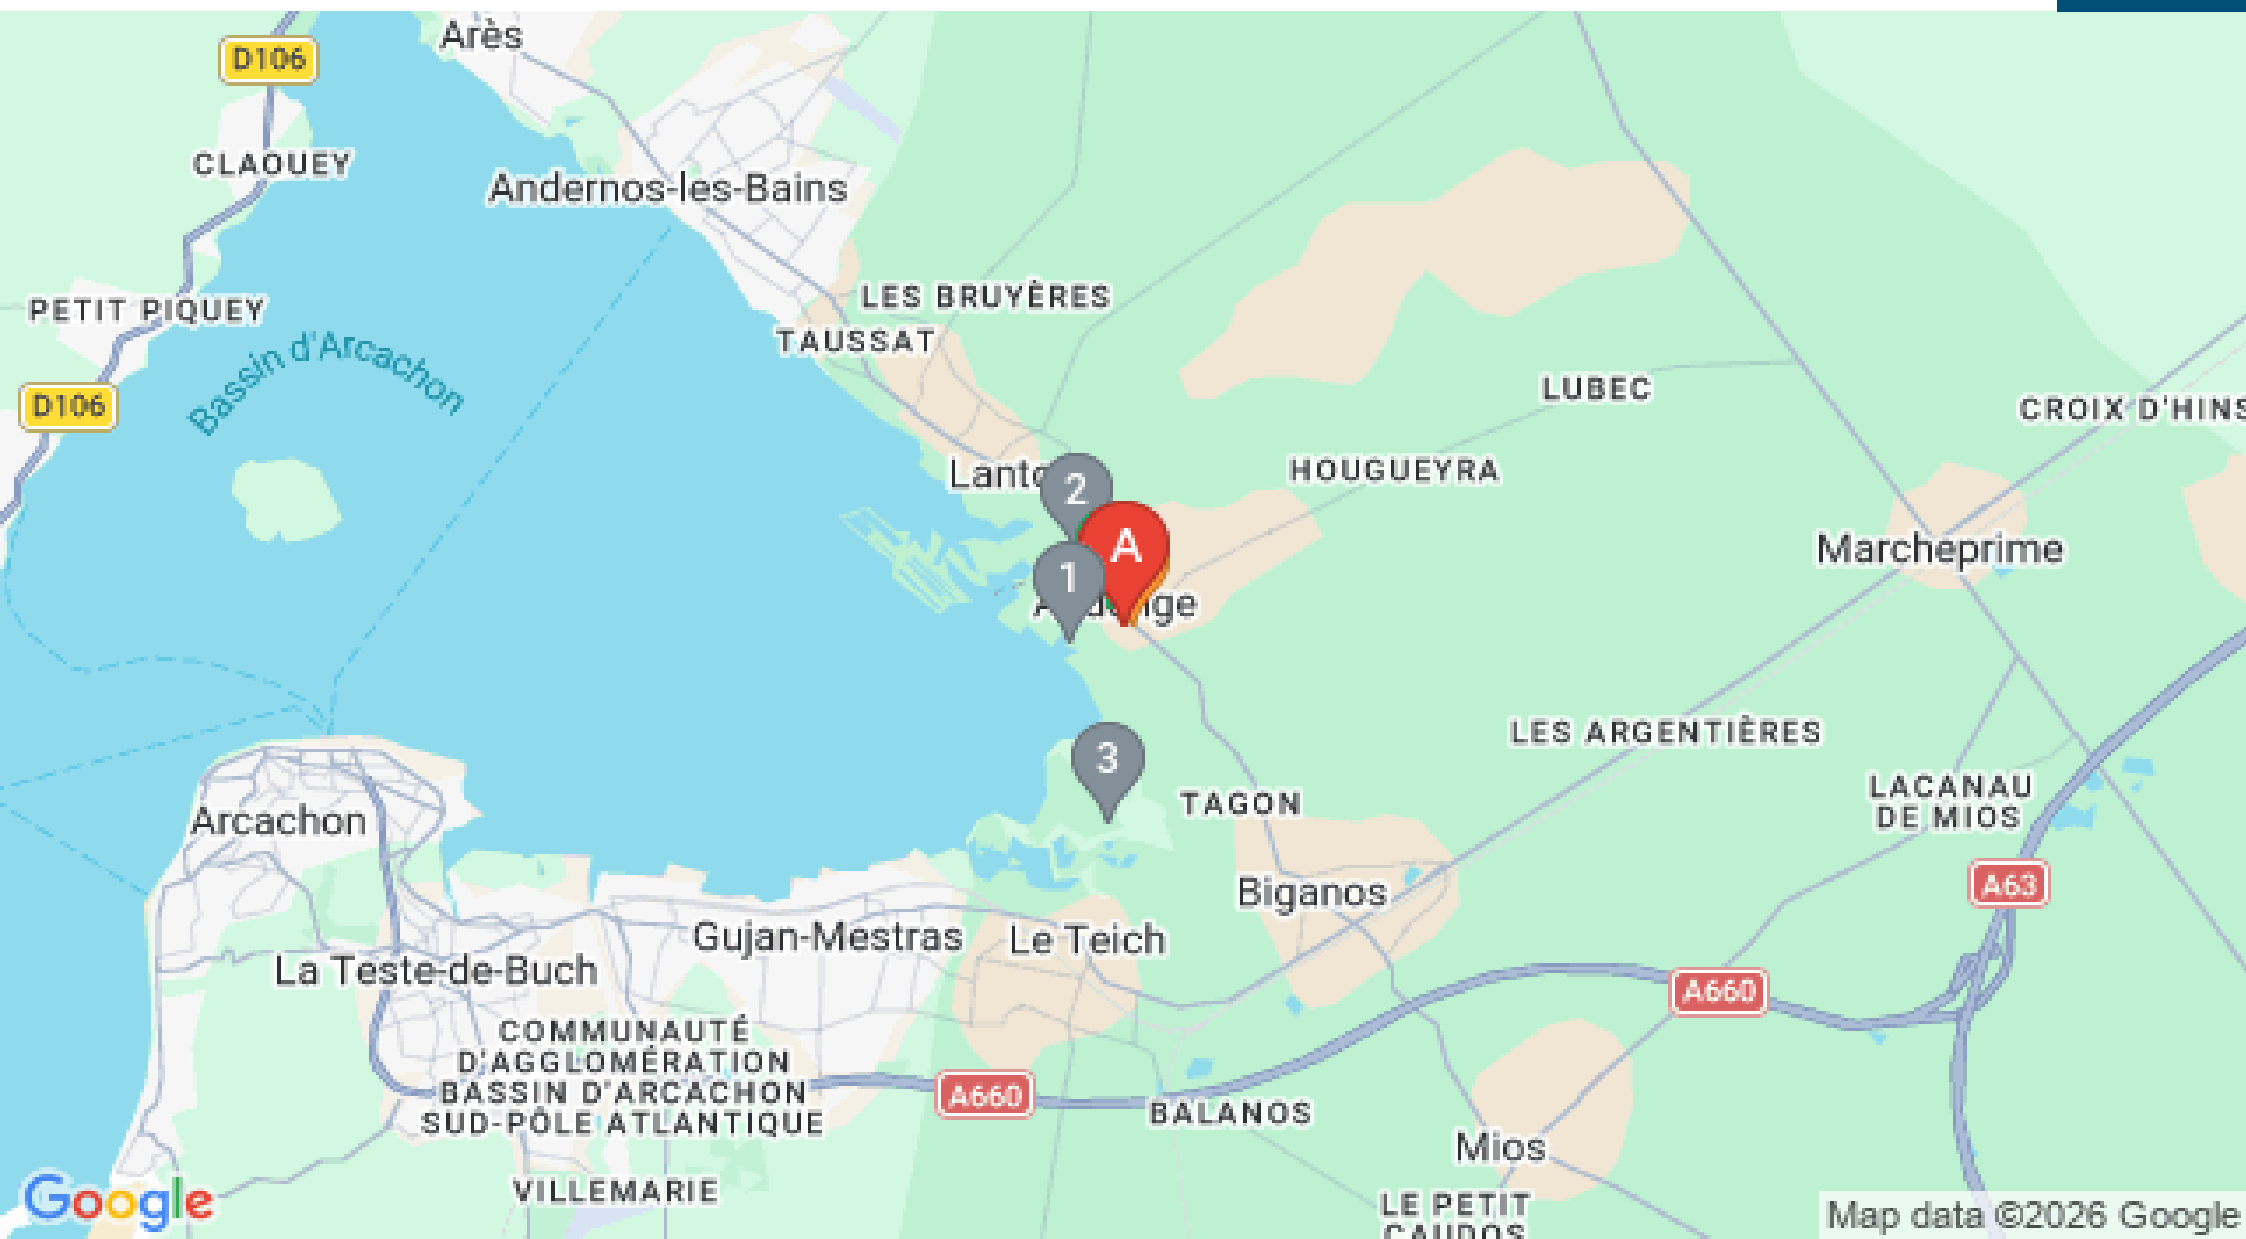 Arès
D106
CLAOUEY
Andernos-les-Bains
LES BRUYÈRES
PETIT PIQUEY
TAUSSAT
Bassin d'Arcachon
D106
LUBEC
CROIX D'HINS
HOUGUEYRA
2
A
1
Marcheprime
3
LES ARGENTIÈRES
TAGON
LACANAU
DE MIOS
Arcachon
A63
Biganos
Gujan-Mestras
Le Teich
La Teste-de-Buch
A660
COMMUNAUTÉ
D'AGGLOMÉRATION
BASSIN D'ARCACHON
SUD-PÔLE ATLANTIQUE
A660
BALANOS
Mios
VILLEMARIE
LE PETIT
CAUDOS
Google
Map data ©2026 Google